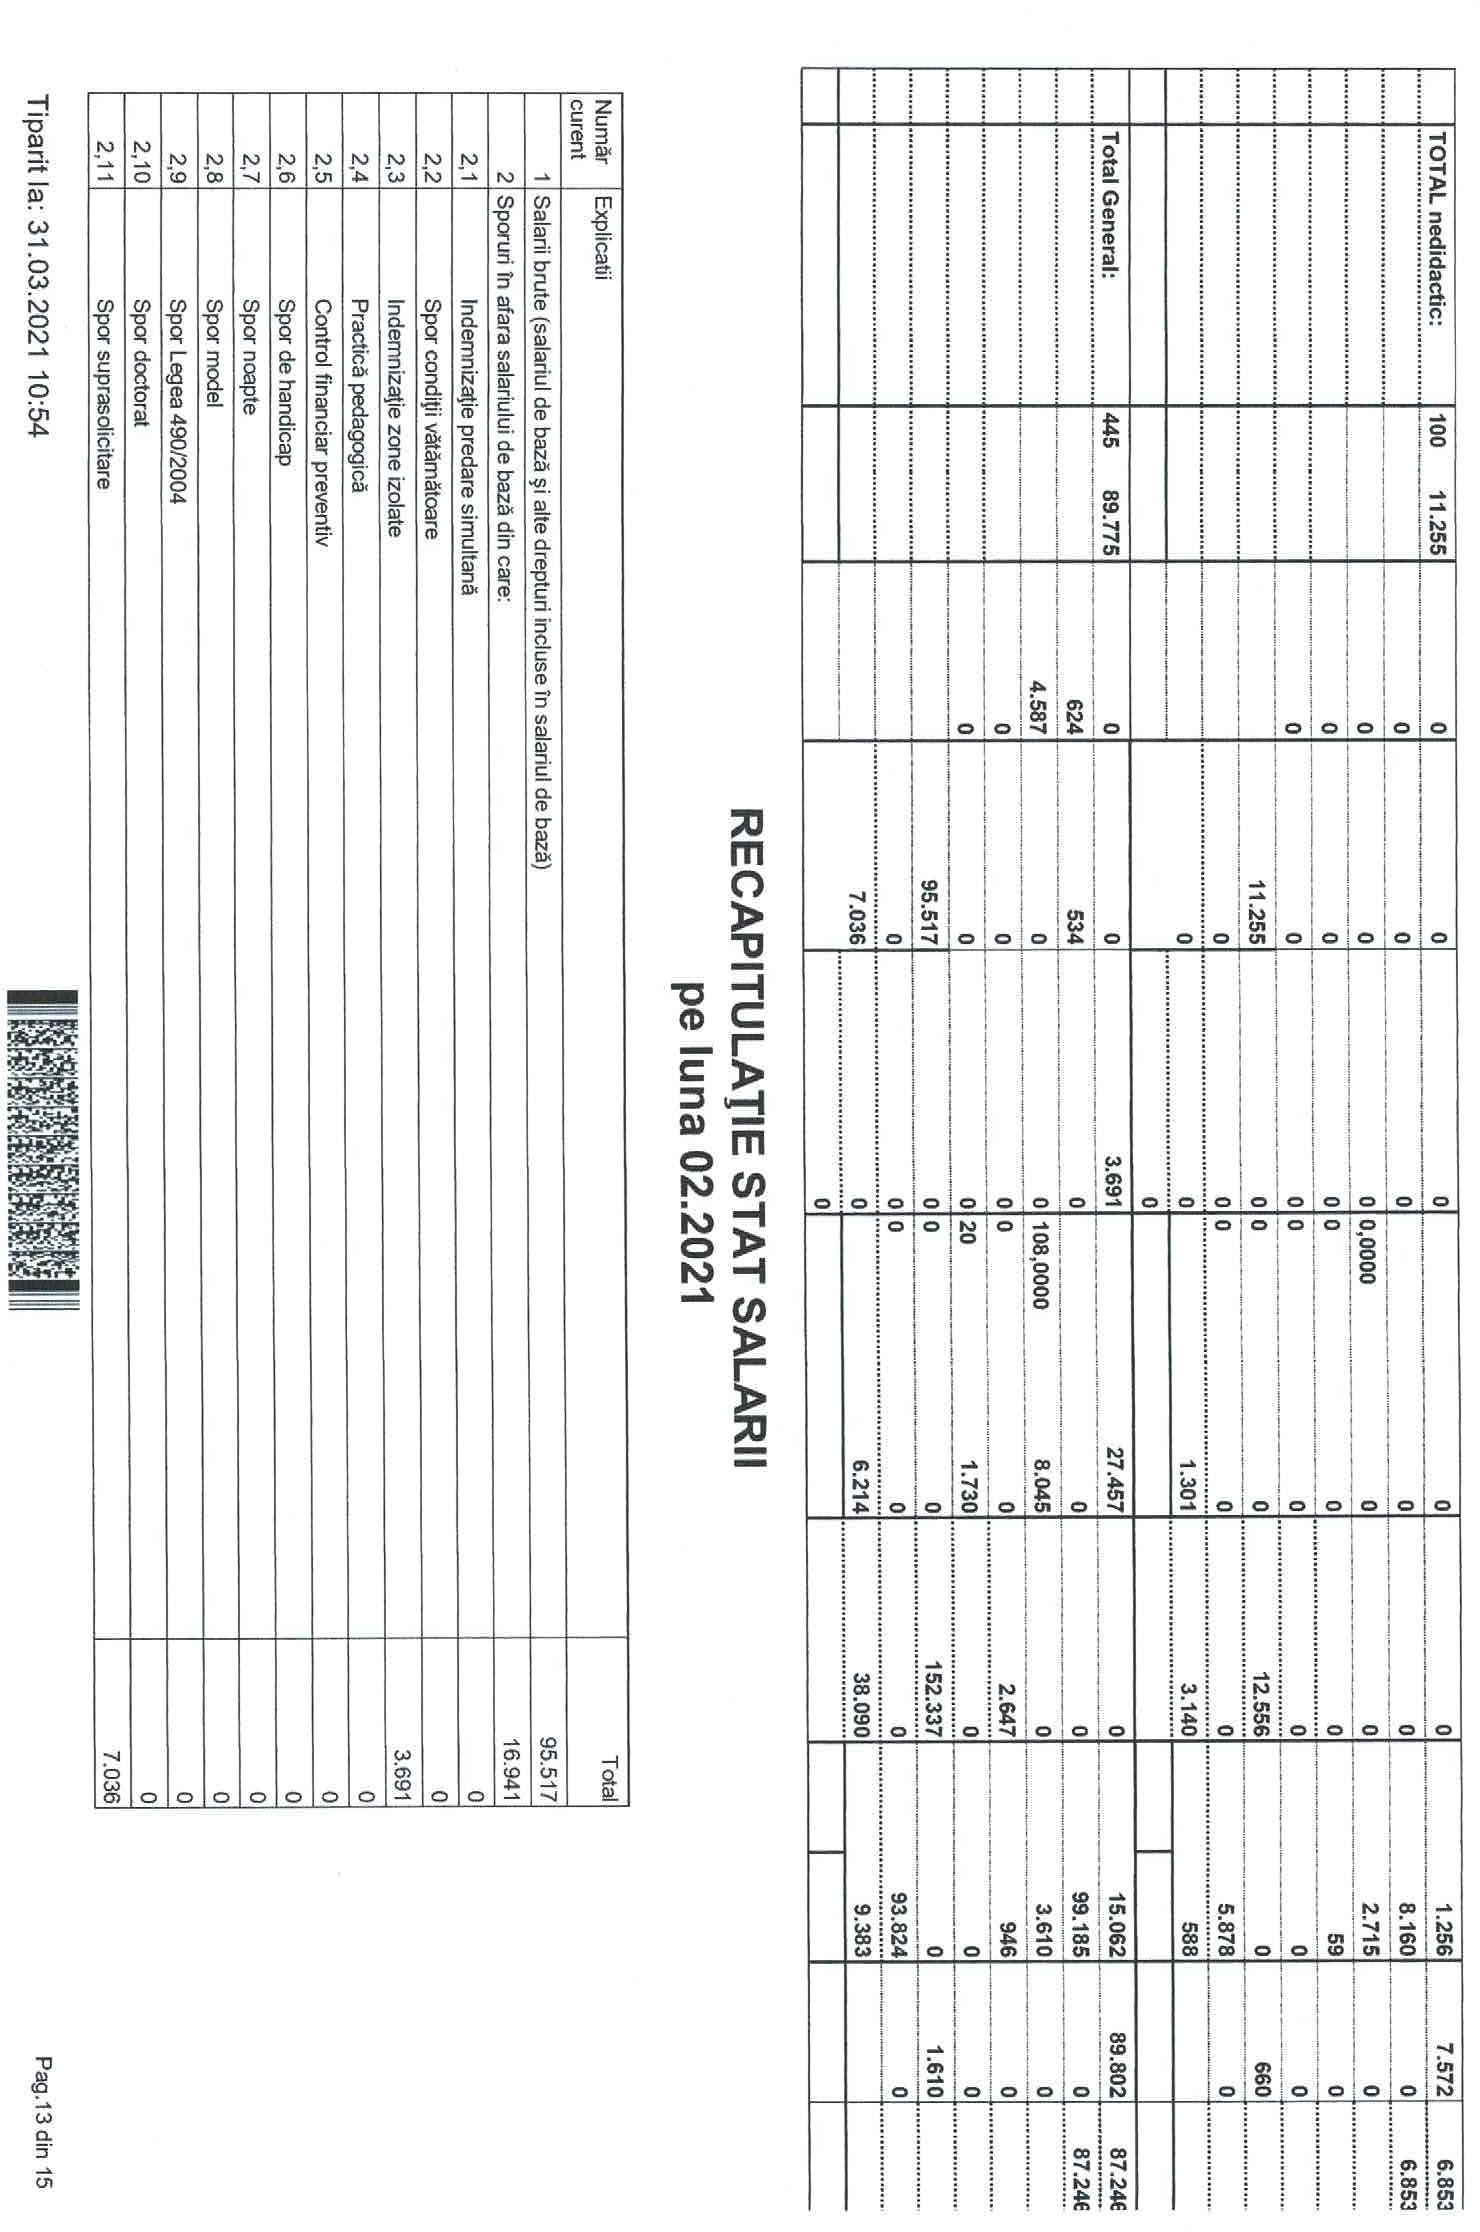 TOTAL nedidactic: 100 11.255 0 0 0 0 0 1.256 7.572 6.853
0 0 0 0 0 8.160 0 6.853
0 0 0 0,0000 0 0 2.715 0
0 0 0 0 0 0 59 0
0 0 0 0 0 0 0 0
11.255 0 0 0 12.556 0 660
0 0 0 0 0 5.878 0
0 0 1.301 3.140 588
0
Total General: 445 89.775 0 0 3.691 27.457 0 15.062 89.802 87.246
624 534 0 0 0 99.185 0 87.246
4.587 0 0 108,0000 8.045 0 3.610 0
0 0 0 0 0 2.647 946 0
0 0 0 20 1.730 0 0 0
95.517 0 0 0 152.337 0 1.610
0 0 0 0 0 93.824 0
7.036 0 6.214 38.090 9.383
0
RECAPITULAŢIE STAT SALARII
pe luna 02.2021
Număr curent Explicatii Total
1 Salarii brute (salariul de bază şi alte drepturi incluse în salariul de bază) 95.517
2 Sporuri în afara salariului de bază din care: 16.941
2,1 Indemnizaţie predare simultană 0
2,2 Spor condiţii vătămătoare 0
2,3 Indemnizaţie zone izolate 3.691
2,4 Practică pedagogică 0
2,5 Control financiar preventiv 0
2,6 Spor de handicap 0
2,7 Spor noapte 0
2,8 Spor model 0
2,9 Spor Legea 490/2004 0
2,10 Spor doctorat 0
2,11 Spor suprasolicitare 7.036
Tiparit la: 31.03.2021 10:54 Pag.13 din 15